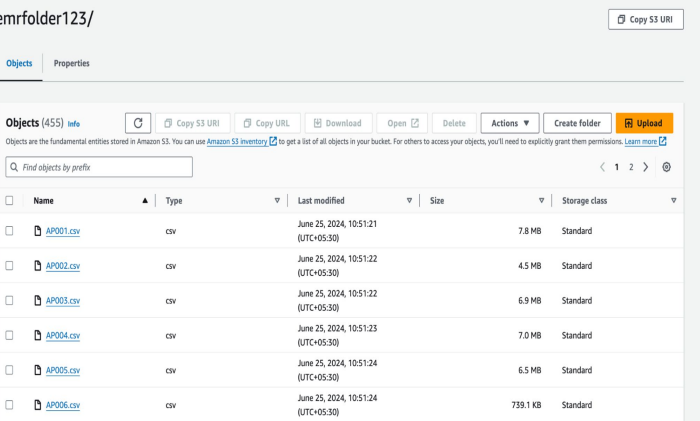 emrfolder123/
Copy S3 URI
Objects Properties
Objects (455) Info
Copy S3 URI Copy URL Download Open Delete Actions Create folder Upload
Objects are the fundamental entities stored in Amazon S3. You can use Amazon S3 inventory to get a list of all objects in your bucket. For others to access your objects, you'll need to explicitly grant them permissions. Learn more
Find objects by prefix
1 2
Name Type Last modified Size Storage class
AP001.csv csv June 25, 2024, 10:51:21 (UTC+05:30) 7.8 MB Standard
AP002.csv csv June 25, 2024, 10:51:22 (UTC+05:30) 4.5 MB Standard
AP003.csv csv June 25, 2024, 10:51:22 (UTC+05:30) 6.9 MB Standard
AP004.csv csv June 25, 2024, 10:51:23 (UTC+05:30) 7.0 MB Standard
AP005.csv csv June 25, 2024, 10:51:24 (UTC+05:30) 6.5 MB Standard
AP006.csv csv June 25, 2024, 10:51:24 (UTC+05:30) 739.1 KB Standard